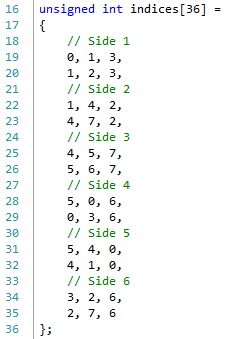 16 unsigned int indices[36] =
17 {
18 // Side 1
19 0, 1, 3,
20 1, 2, 3,
21 // Side 2
22 1, 4, 2,
23 4, 7, 2,
24 // Side 3
25 4, 5, 7,
26 5, 6, 7,
27 // Side 4
28 5, 0, 6,
29 0, 3, 6,
30 // Side 5
31 5, 4, 0,
32 4, 1, 0,
33 // Side 6
34 3, 2, 6,
35 2, 7, 6
36 };